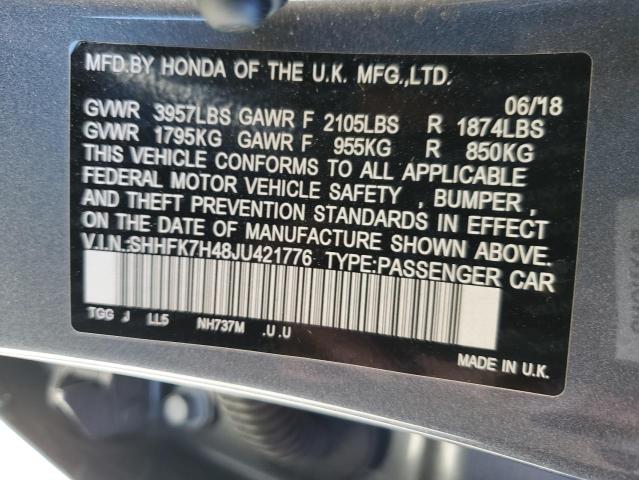 MFD.BY HONDA OF THE U.K. MFG.,LTD.
06/18
GVWR 3957LBS GAWR F 2105LBS R 1874LBS
GVWR 1795KG GAWR F 955KG R 850KG
THIS VEHICLE CONFORMS TO ALL APPLICABLE
FEDERAL MOTOR VEHICLE SAFETY , BUMPER ,
AND THEFT PREVENTION STANDARDS IN EFFECT
ON THE DATE OF MANUFACTURE SHOWN ABOVE.
V.I.N.:SHHFK7H48JU421776 TYPE:PASSENGER CAR
TGG J LL5 NH737M .U .U
MADE IN U.K.